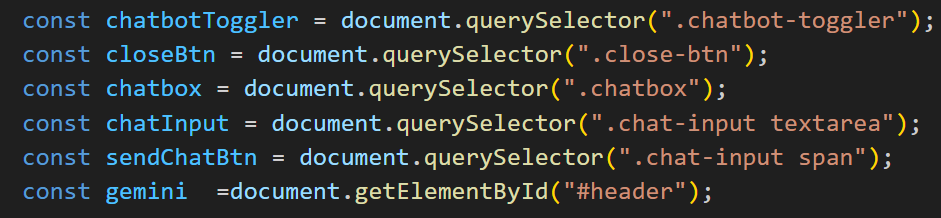 const chatbotToggler = document.querySelector(".chatbot-toggler");
const closeBtn = document.querySelector(".close-btn");
const chatbox = document.querySelector(".chatbox");
const chatInput = document.querySelector(".chat-input textarea");
const sendChatBtn = document.querySelector(".chat-input span");
const gemini  =document.getElementById("#header");